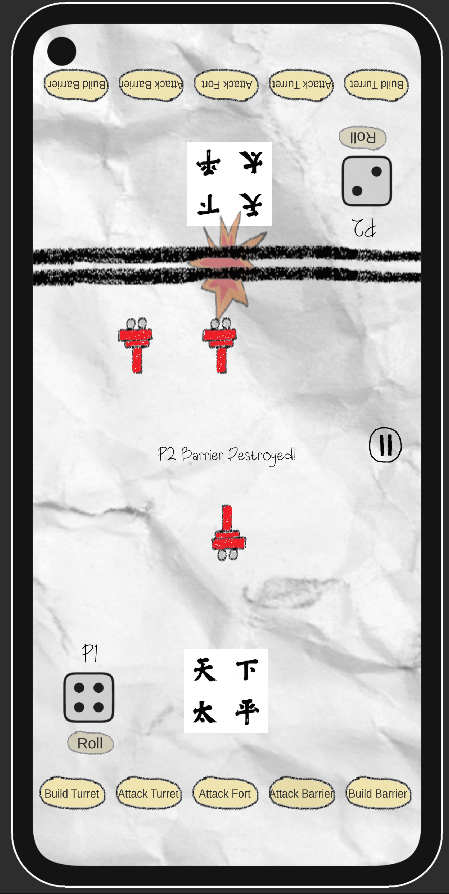 Build Barrier
Attack Barrier
Attack Fort
Attack Turret
Build Turret
Roll
P2
天 下
太 平
P2 Barrier Destroyed!
P1
天 下
太 平
Roll
Build Turret
Attack Turret
Attack Fort
Attack Barrier
Build Barrier